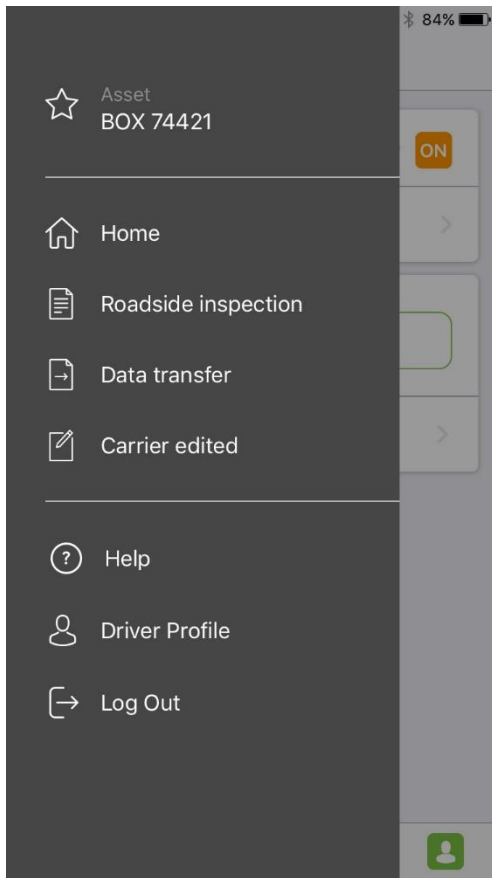 84%
Asset
BOX 74421
ON
Home
Roadside inspection
Data transfer
Carrier edited
? Help
Driver Profile
Log Out